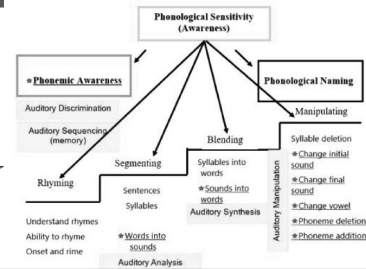 Phonological Sensitivity
(Awareness)
*Phonemic Awareness
Phonological Naming
Auditory Discrimination
Auditory Sequencing
(memory)
Rhyming
Understand rhymes
Ability to rhyme
Onset and rime
Segmenting
Sentences
Syllables
*Words into
sounds
Auditory Analysis
Blending
Syllables into
words
*Sounds into
words
Auditory Synthesis
Manipulating
Auditory Manipulation
Syllable deletion
*Change initial
sound
*Change final
sound
*Change vowel
*Phoneme deletion
*Phoneme addition